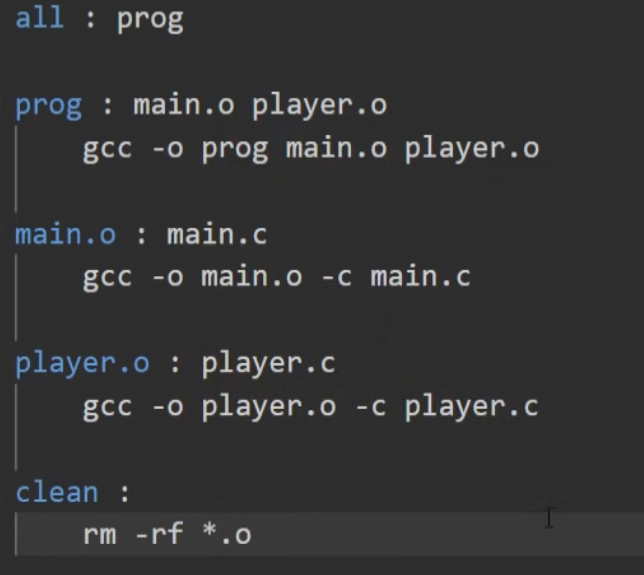 all : prog
prog : main.o player.o
gcc -o prog main.o player.o
main.o : main.c
gcc -o main.o -c main.c
player.o : player.c
gcc -o player.o -c player.c
clean :
rm -rf *.o